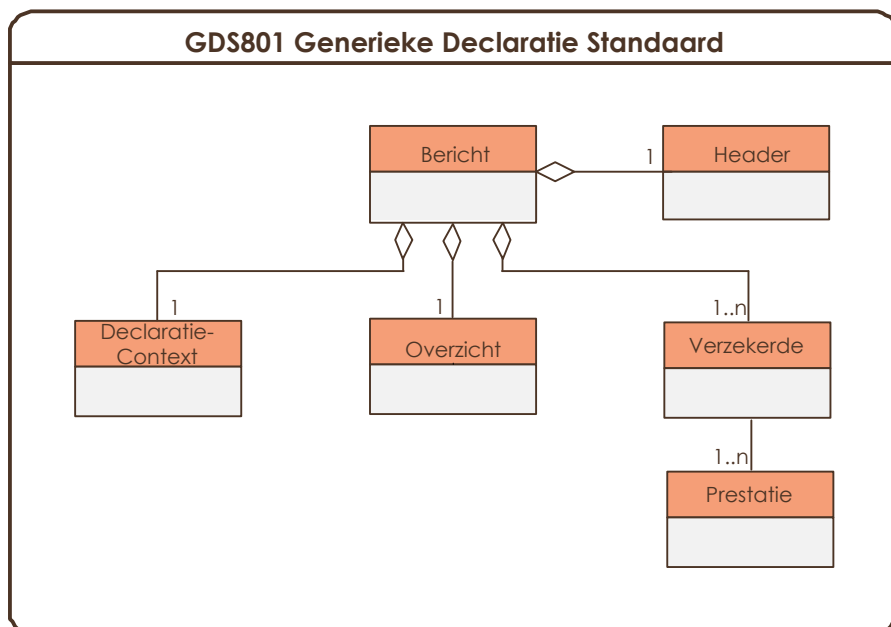 GDS801 Generieke Declaratie Standaard
Bericht
1
Header
1
1
1..n
Declaratie-
Context
Overzicht
Verzekerde
1..n
Prestatie